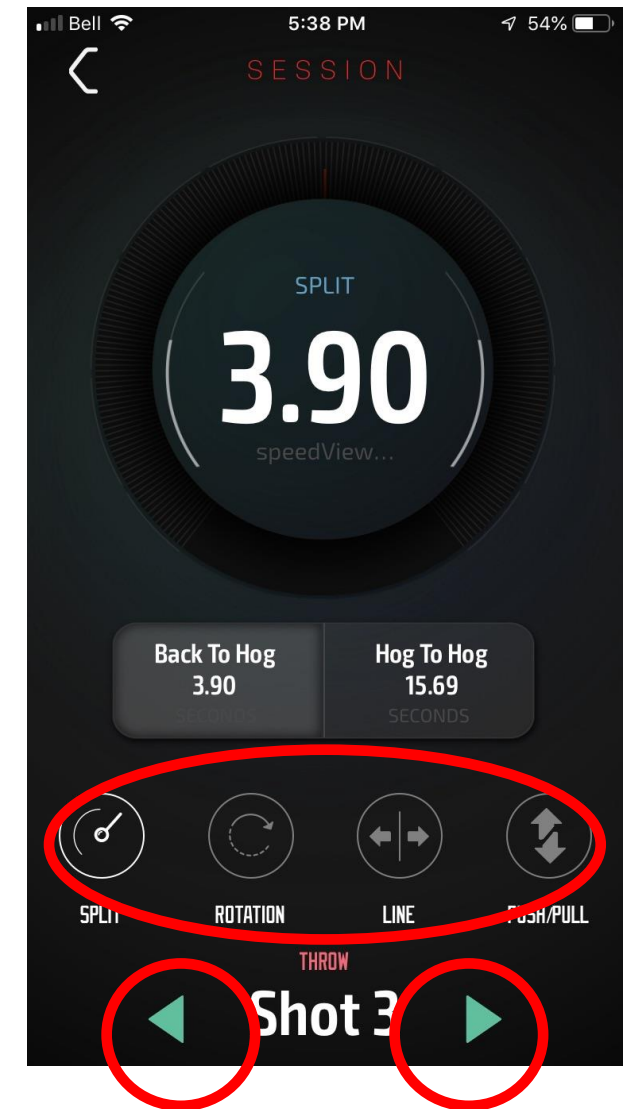 Bell 5:38 PM 54%
SESSION
SPLIT
3.90
speedView...
Back To Hog Hog To Hog
3.90 15.69
SECONDS SECONDS
SPLIT ROTATION LINE PUSH/PULL
THROW
Shot 3